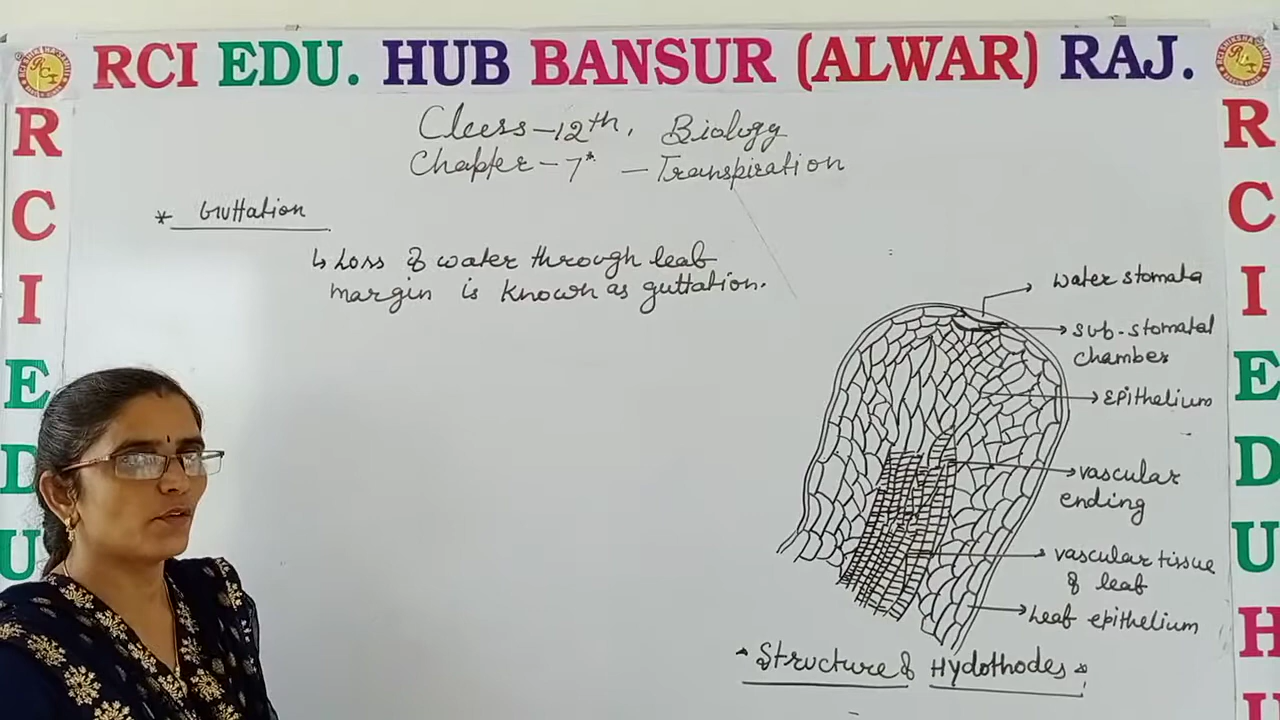 RCI EDU. HUB BANSUR (ALWAR) RAJ.
R
C
I
E
D
U
R
C
I
E
D
U
H
U
Class-12th, Biology
Chapter-7* - Transpiration
* Guttation
↳ Loss of water through leaf
margin is known as guttation.
water stomata
sub-stomatal
chamber
Epithelium
vascular
ending
vascular tissue
of leaf
Leaf epithelium
Structure of Hydothodes